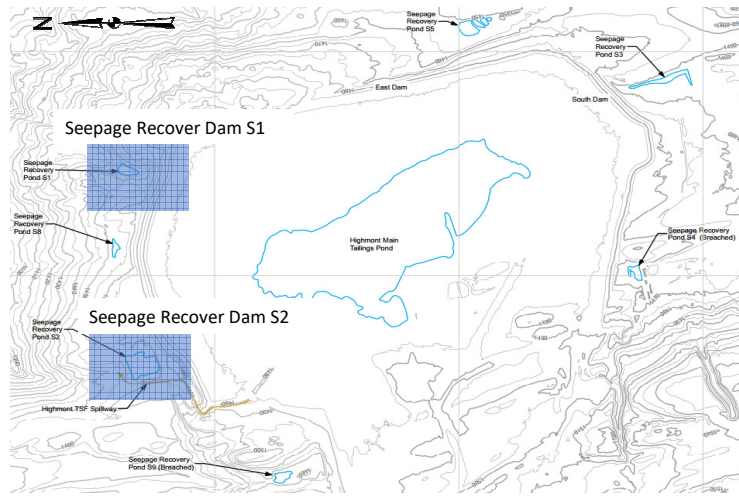 N
Seepage
Recovery
Pond S5
Seepage
Recovery
Pond S3
East Dam
South Dam
Seepage Recover Dam S1
Seepage
Recovery
Pond S1
Seepage
Recovery
Pond S8
Highmont Main
Tailings Pond
Seepage Recovery
Pond S4 (Breached)
Seepage Recover Dam S2
Seepage
Recovery
Pond S2
Highmont TSF Spillway
Seepage Recovery
Pond S9 (Breached)